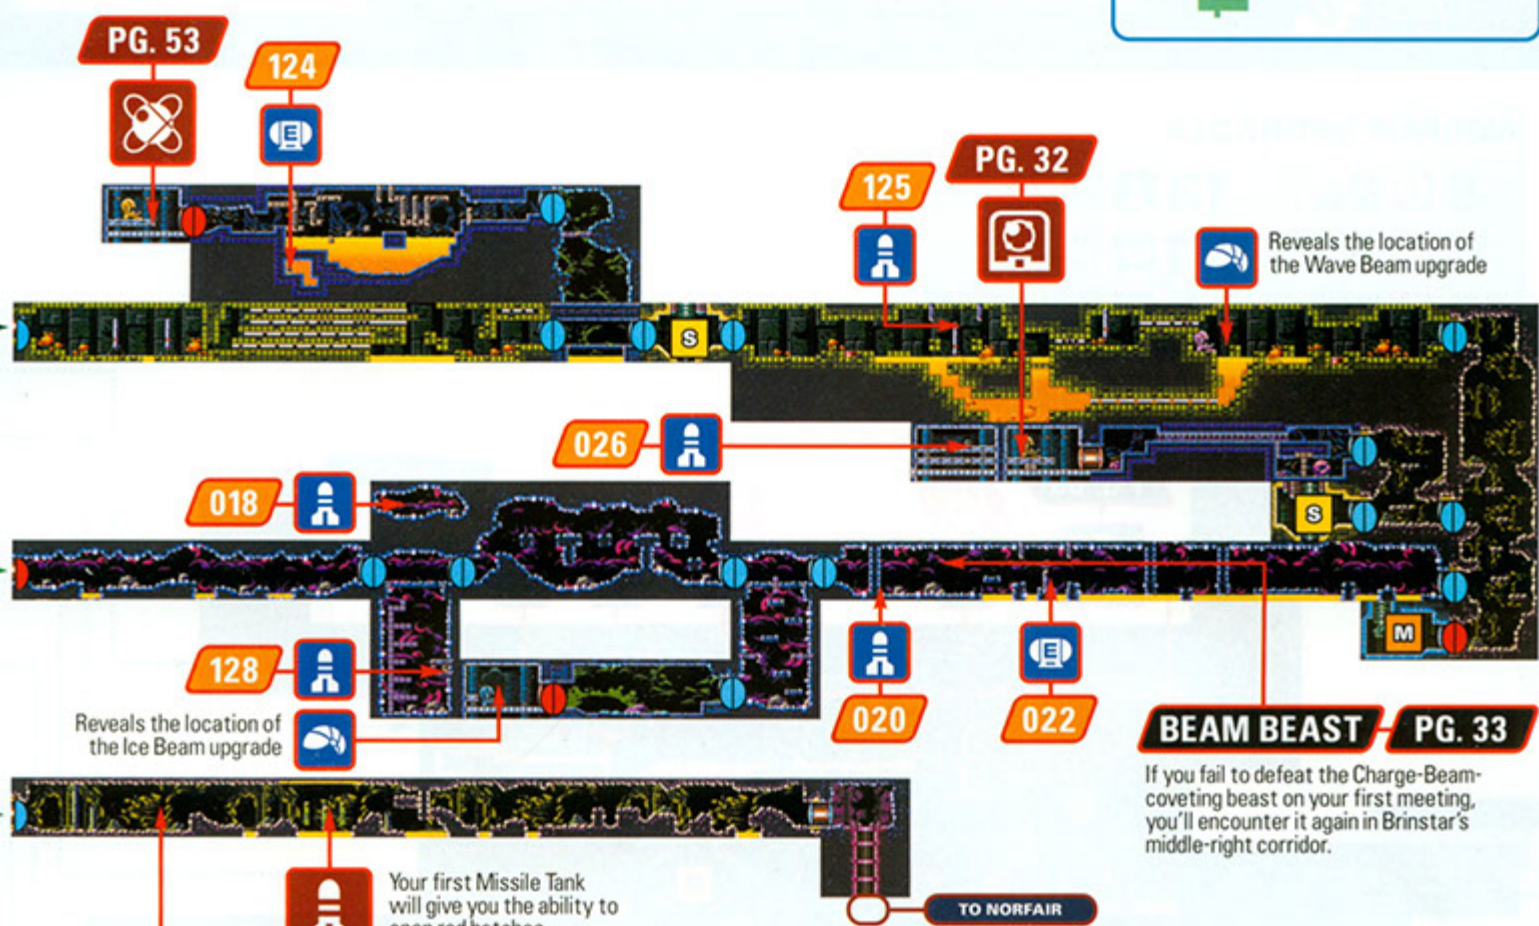 PG. 53
124
E
125
PG. 32
Reveals the location of
the Wave Beam upgrade
S
026
018
S
128
M
E
020
022
Reveals the location of
the Ice Beam upgrade
BEAM BEAST
PG. 33
If you fail to defeat the Charge-Beam-
coveting beast on your first meeting,
you'll encounter it again in Brinstar's
middle-right corridor.
Your first Missile Tank
will give you the ability to
open red hatches
TO NORFAIR